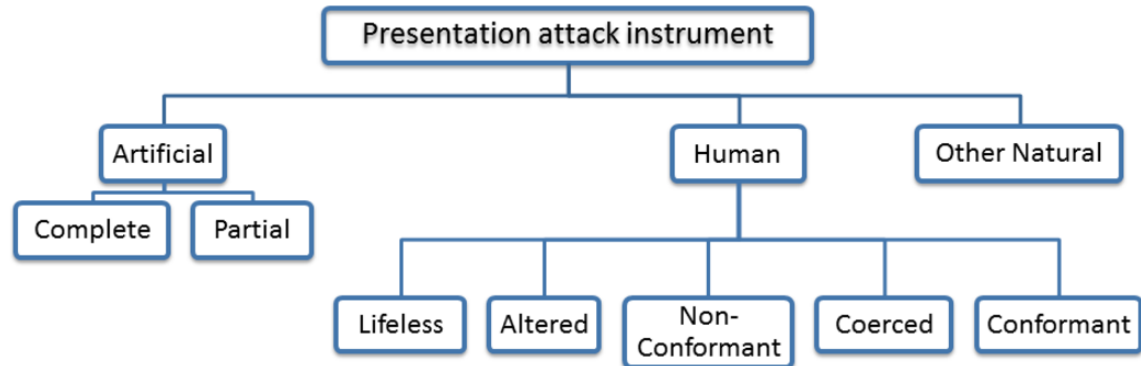 Presentation attack instrument
Artificial
Human
Other Natural
Complete
Partial
Lifeless
Altered
Non-
Conformant
Coerced
Conformant